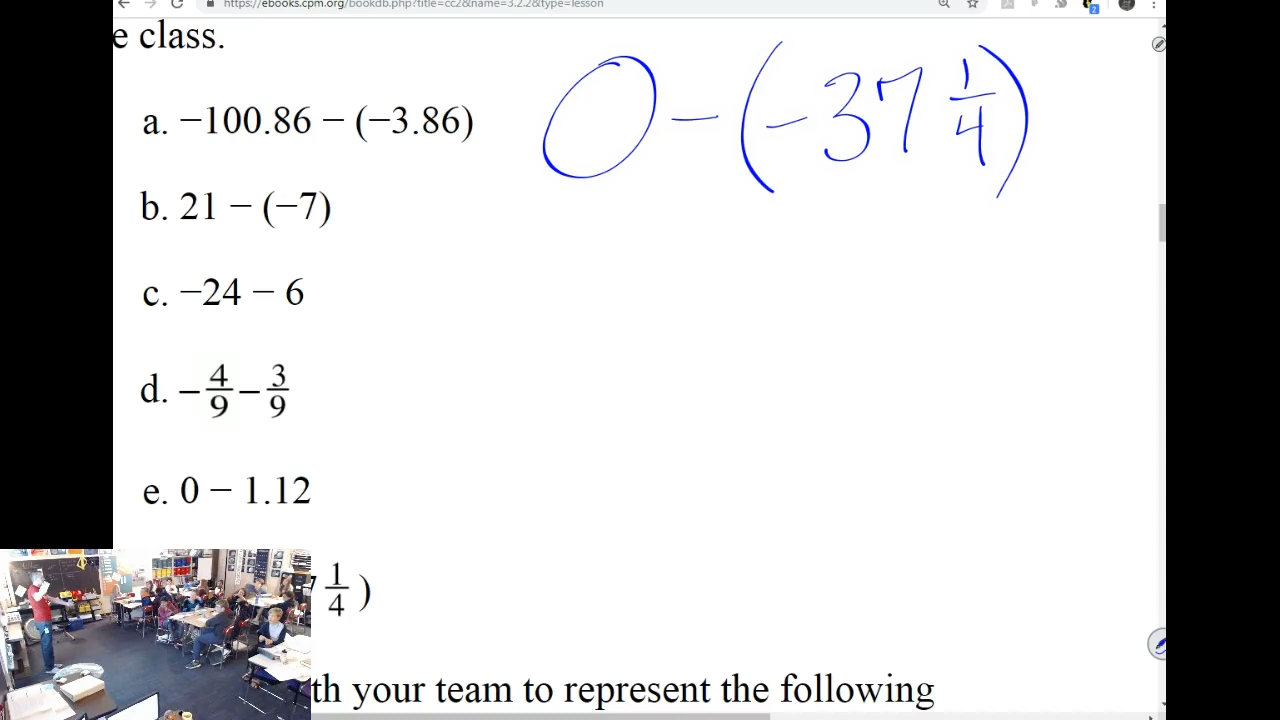 https://ebooks.cpm.org/bookdb.php?title=cc2&name=3.2.2&type=lesson
e class.
0 − (−37 1/4)
a. −100.86 − (−3.86)
b. 21 − (−7)
c. −24 − 6
d. −4/9−3/9
e. 0 − 1.12
1/4 )
th your team to represent the following